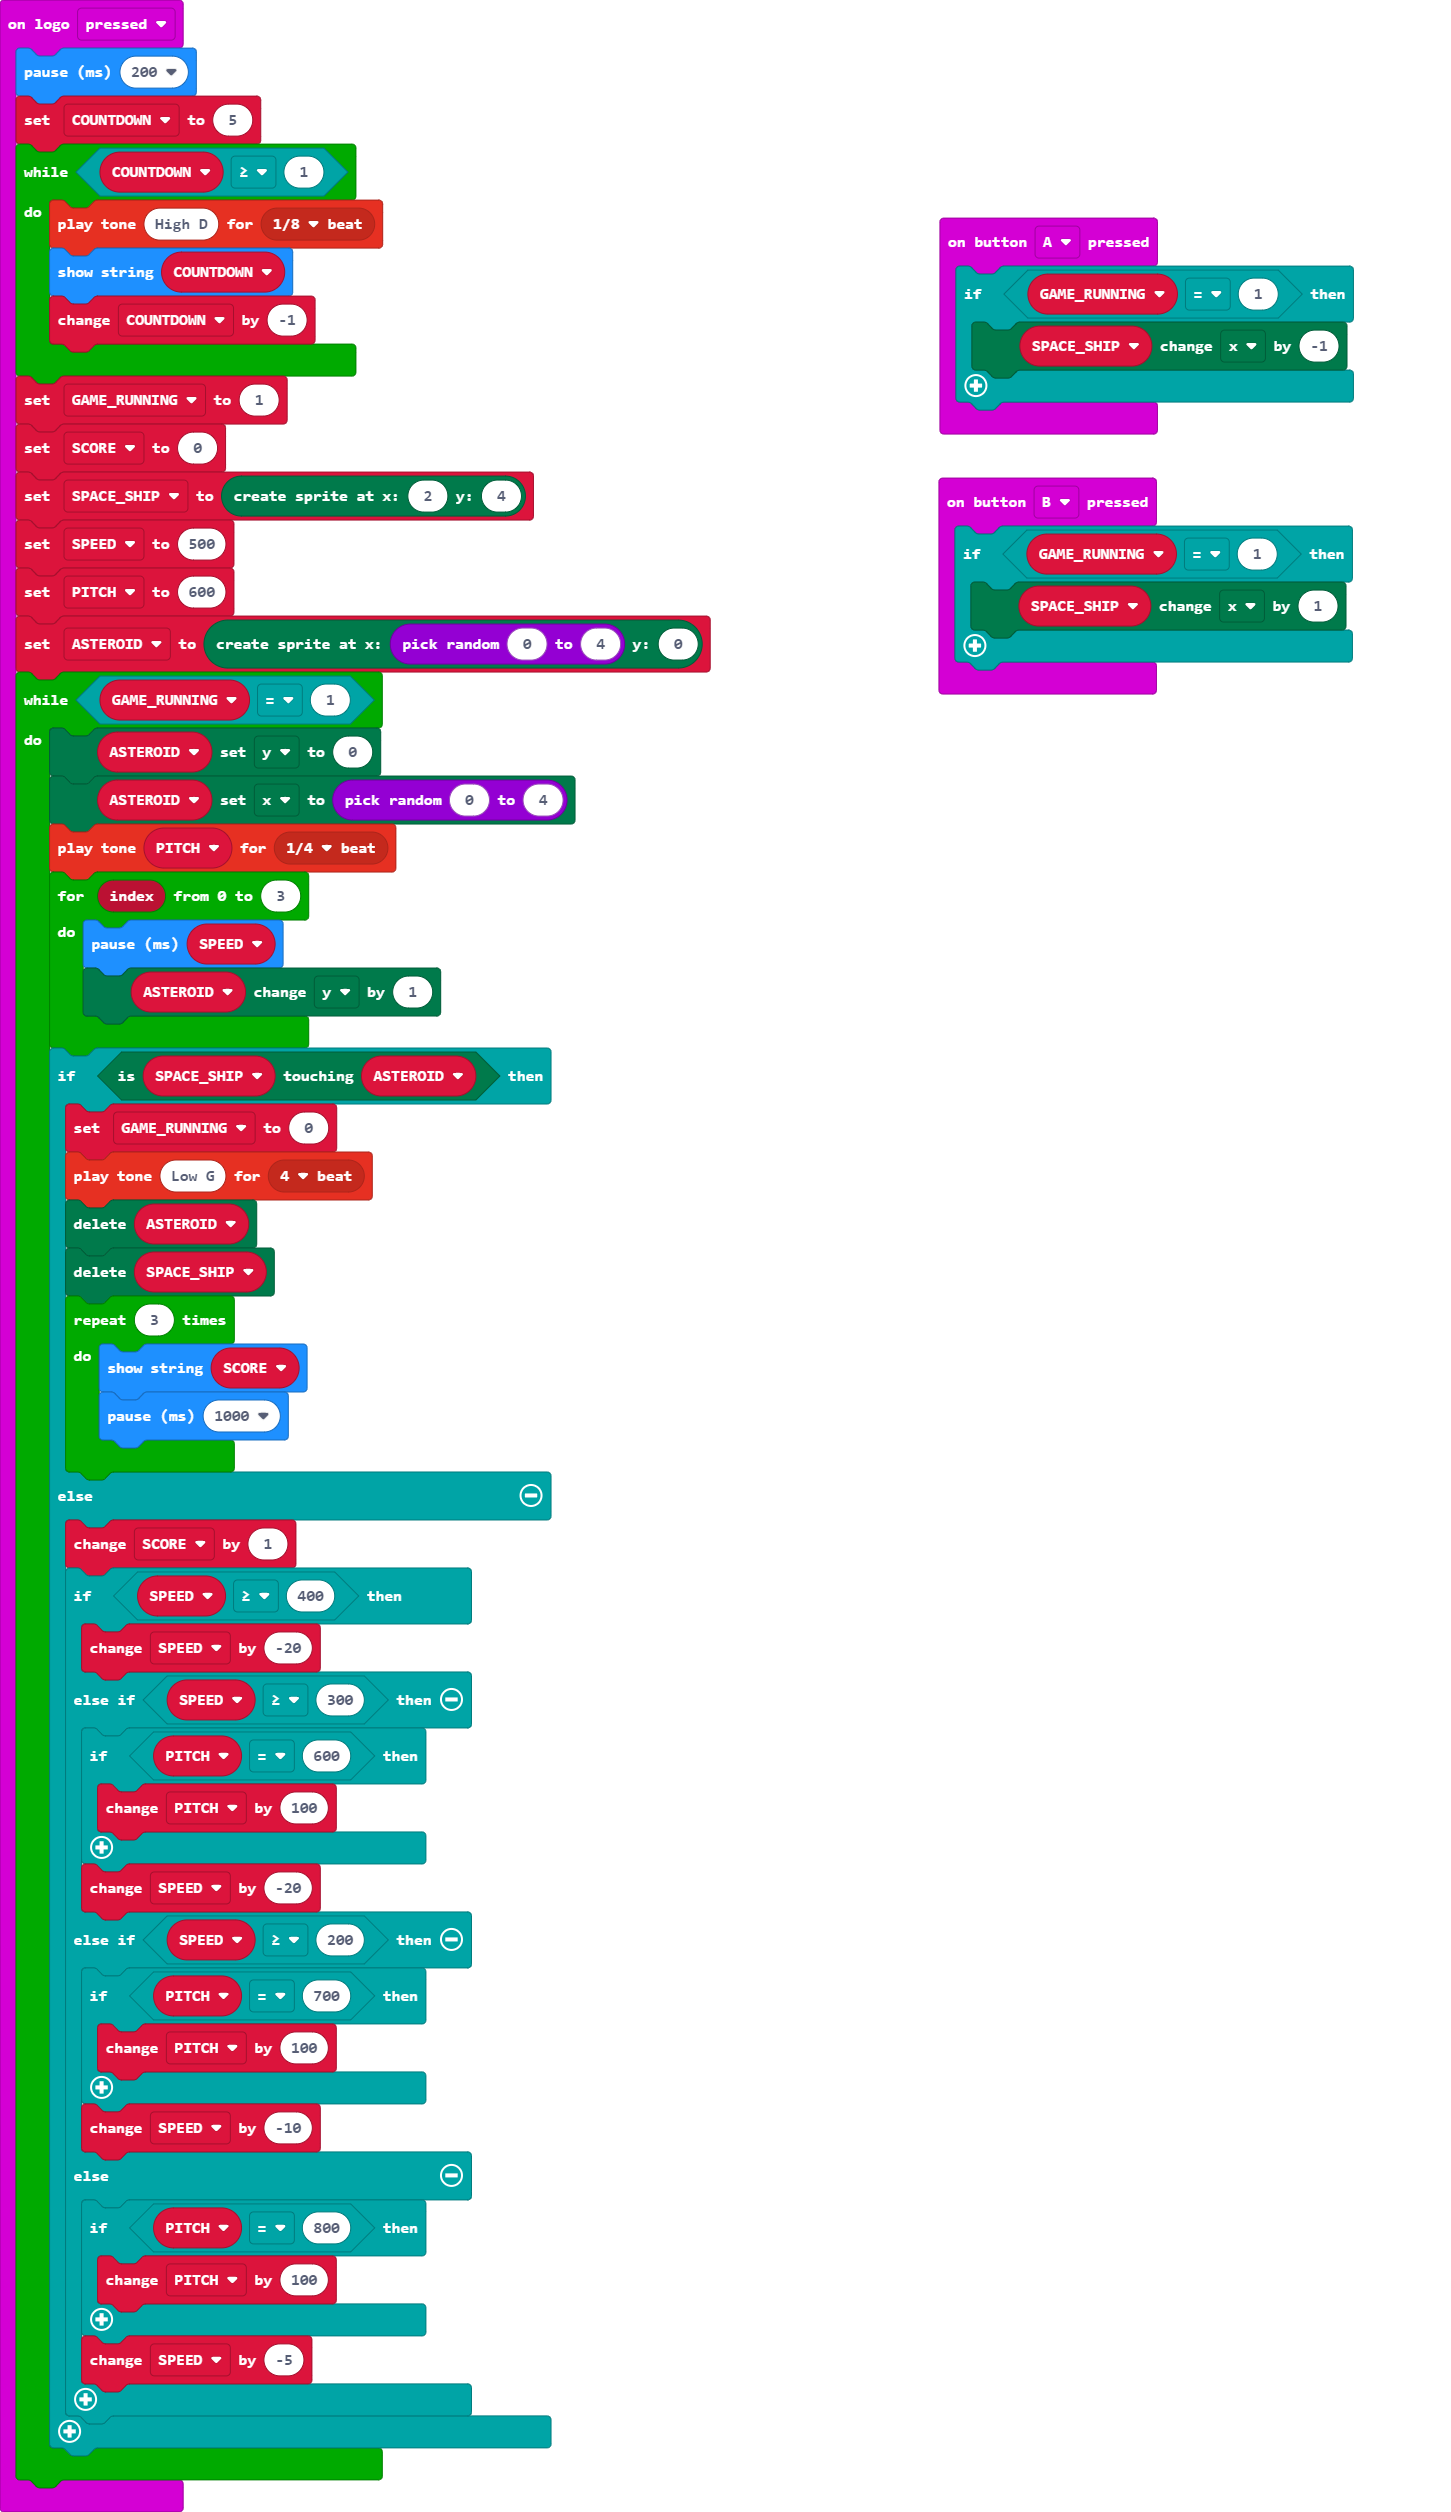 on logo pressed
pause (ms) 200
set COUNTDOWN to 5
while COUNTDOWN ≥ 1
do
play tone High D for 1/8 beat
show string COUNTDOWN
change COUNTDOWN by -1
set GAME_RUNNING to 1
set SCORE to 0
set SPACE_SHIP to create sprite at x: 2 y: 4
set SPEED to 500
set PITCH to 600
set ASTEROID to create sprite at x: pick random 0 to 4 y: 0
while GAME_RUNNING = 1
do
ASTEROID set y to 0
ASTEROID set x to pick random 0 to 4
play tone PITCH for 1/4 beat
for index from 0 to 3
do
pause (ms) SPEED
ASTEROID change y by 1
if is SPACE_SHIP touching ASTEROID then
set GAME_RUNNING to 0
play tone Low G for 4 beat
delete ASTEROID
delete SPACE_SHIP
repeat 3 times
do
show string SCORE
pause (ms) 1000
else
change SCORE by 1
if SPEED ≥ 400 then
change SPEED by -20
else if SPEED ≥ 300 then
if PITCH = 600 then
change PITCH by 100
change SPEED by -20
else if SPEED ≥ 200 then
if PITCH = 700 then
change PITCH by 100
change SPEED by -10
else
if PITCH = 800 then
change PITCH by 100
change SPEED by -5
on button A pressed
if GAME_RUNNING = 1 then
SPACE_SHIP change x by -1
on button B pressed
if GAME_RUNNING = 1 then
SPACE_SHIP change x by 1